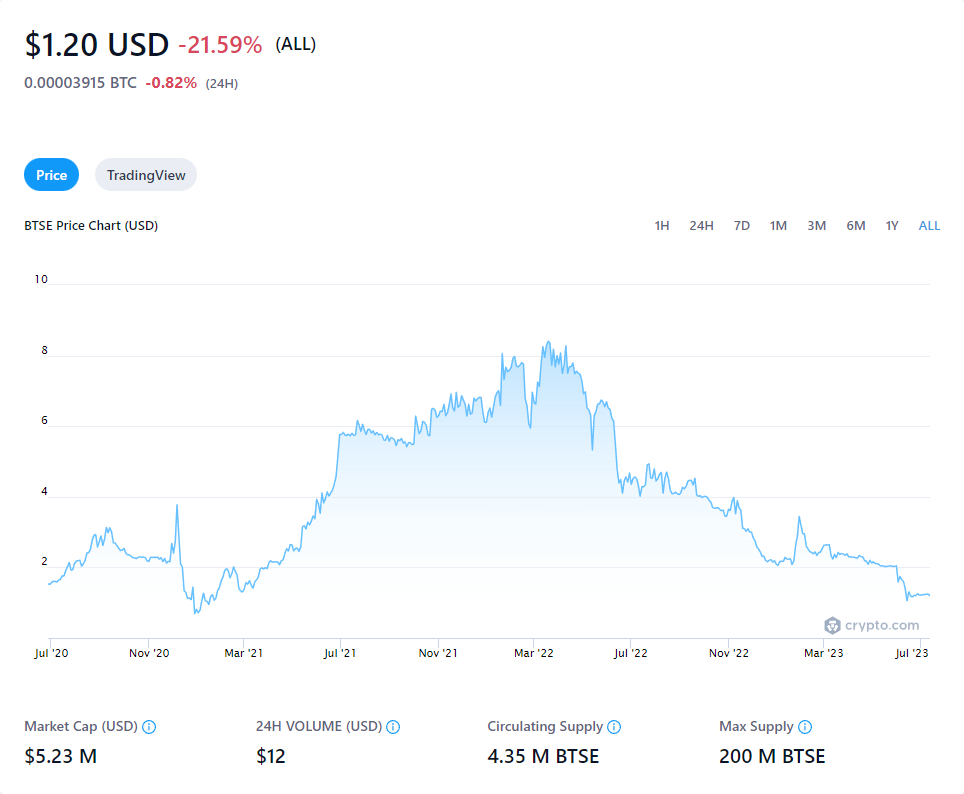 $1.20 USD -21.59% (ALL)
0.00003915 BTC -0.82% (24H)
Price TradingView
BTSE Price Chart (USD) 1H 24H 7D 1M 3M 6M 1Y ALL
10
8
6
4
2
crypto.com
Jul '20 Nov '20 Mar '21 Jul '21 Nov '21 Mar '22 Jul '22 Nov '22 Mar '23 Jul '23
Market Cap (USD) 24H VOLUME (USD) Circulating Supply Max Supply
$5.23 M $12 4.35 M BTSE 200 M BTSE